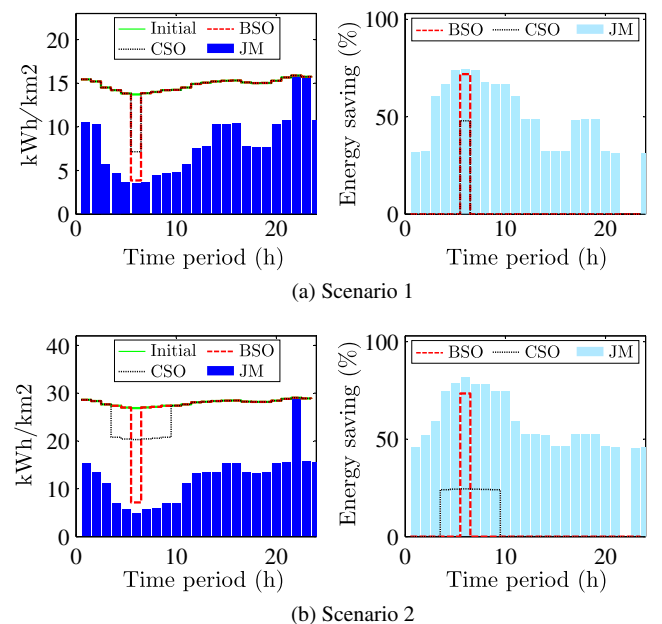 Initial
BSO
CSO
JM
20
15
10
5
0
kWh/km2
0
10
20
Time period (h)
BSO
CSO
JM
100
50
0
Energy saving (%)
0
10
20
Time period (h)
(a) Scenario 1
Initial
BSO
CSO
JM
40
30
20
10
0
kWh/km2
0
10
20
Time period (h)
BSO
CSO
JM
100
50
0
Energy saving (%)
0
10
20
Time period (h)
(b) Scenario 2